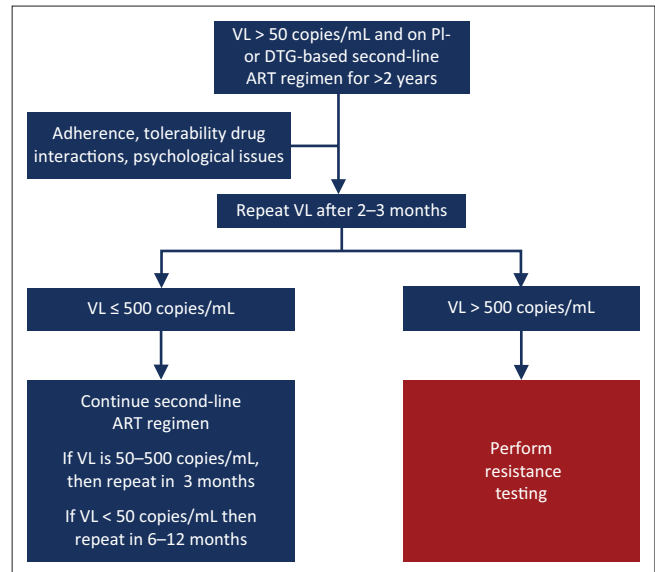 VL > 50 copies/mL and on Pl-
or DTG-based second-line
ART regimen for >2 years
Adherence, tolerability drug
interactions, psychological issues
Repeat VL after 2–3 months
VL ≤ 500 copies/mL
VL > 500 copies/mL
Continue second-line
ART regimen
If VL is 50–500 copies/mL,
then repeat in 3 months
If VL < 50 copies/mL then
repeat in 6–12 months
Perform
resistance
testing